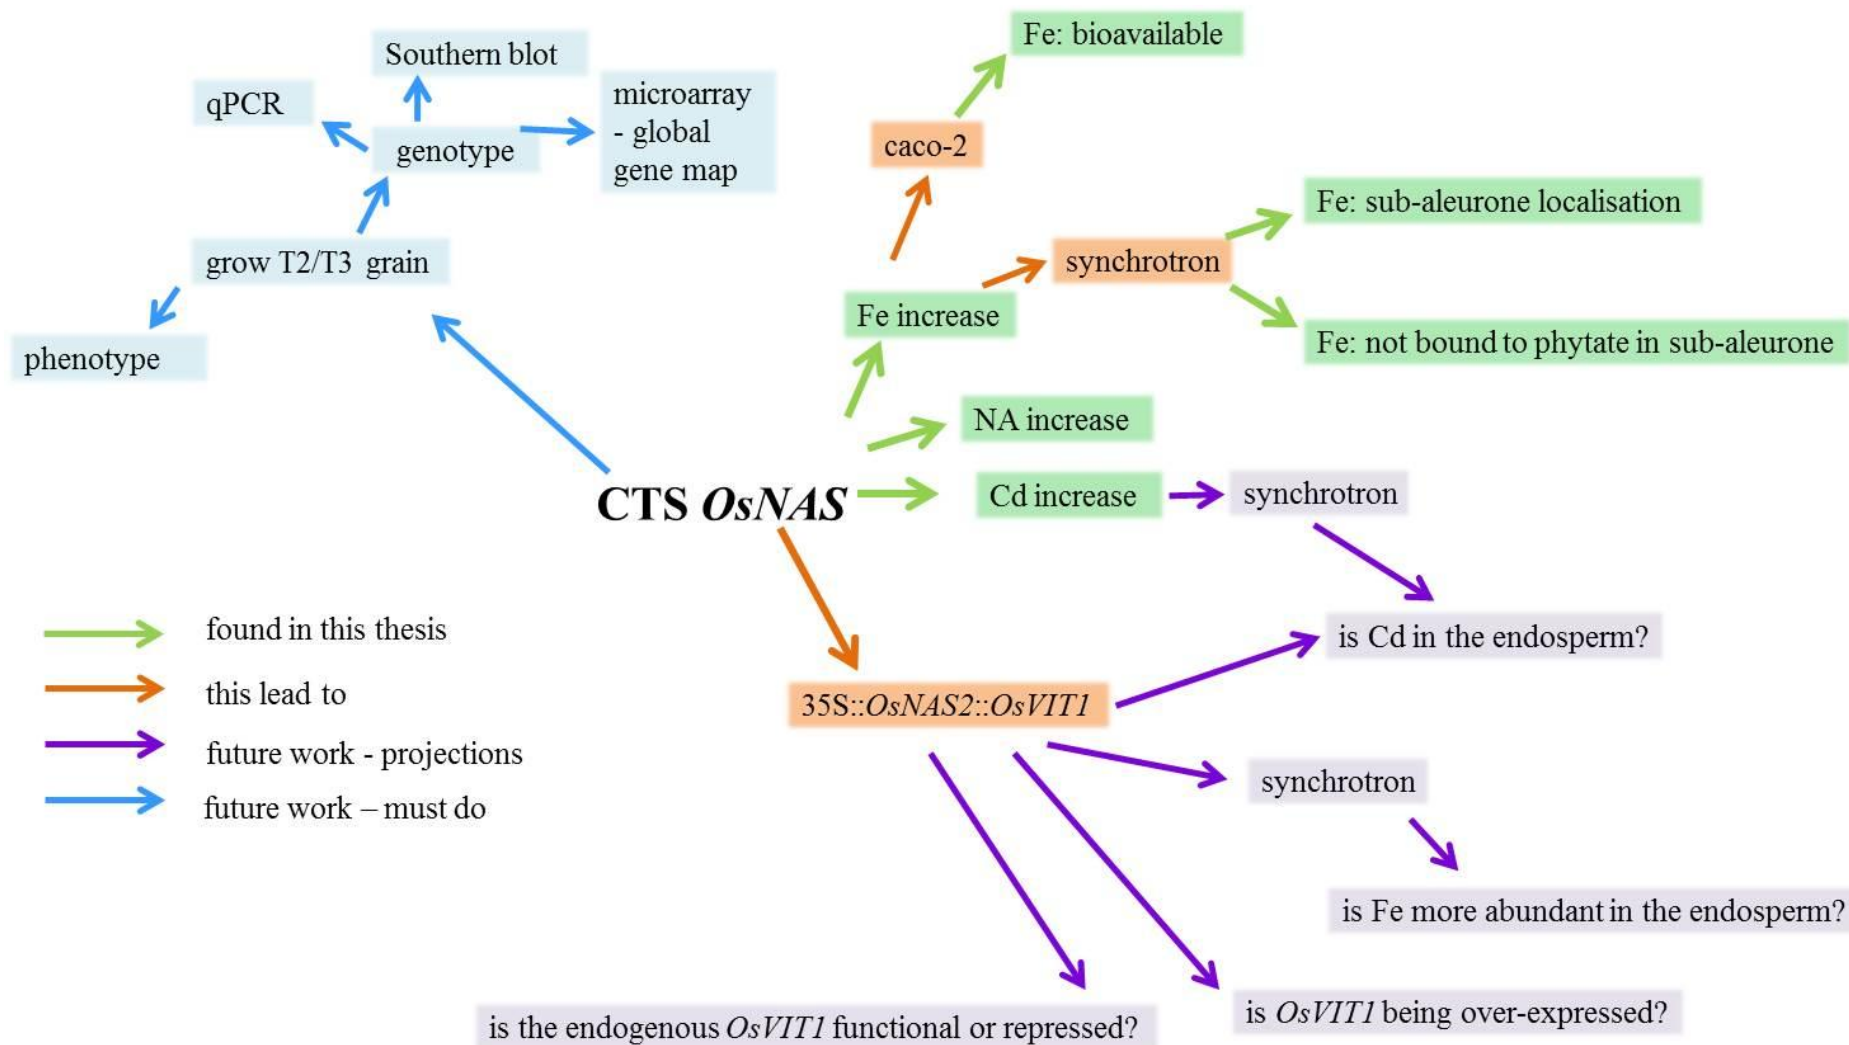 Southern blot
qPCR
microarray
- global
gene map
genotype
grow T2/T3 grain
phenotype
Fe: bioavailable
caco-2
Fe: sub-aleurone localisation
synchrotron
Fe increase
Fe: not bound to phytate in sub-aleurone
NA increase
CTS OsNAS
Cd increase
synchrotron
is Cd in the endosperm?
35S::OsNAS2::OsVIT1
synchrotron
is Fe more abundant in the endosperm?
is OsVIT1 being over-expressed?
is the endogenous OsVIT1 functional or repressed?
found in this thesis
this lead to
future work - projections
future work – must do